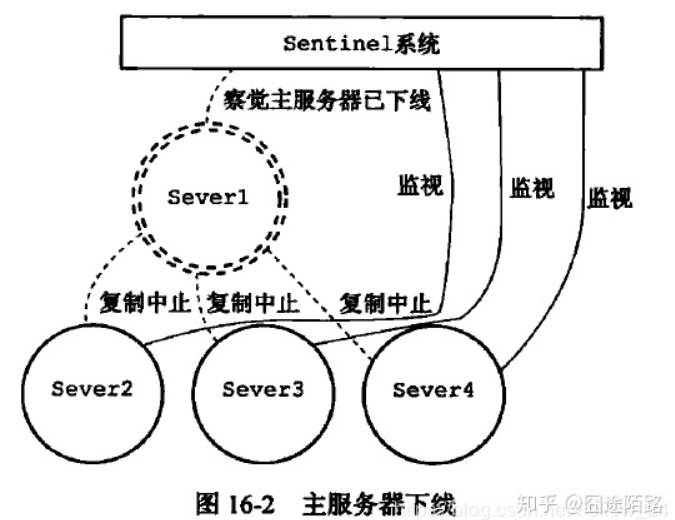 Sentinel系统
察觉主服务器已下线
Sever1
监视
监视
监视
复制中止
复制中止
复制中止
Sever2
Sever3
Sever4
图 16-2 主服务器下线
知乎 @囧途陌路